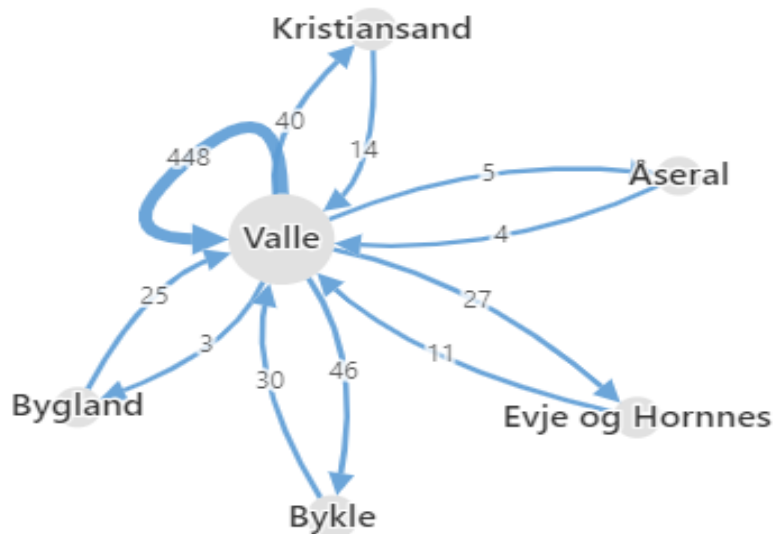 Kristiansand
40
448
14
5
Åseral
Valle
4
25
27
3
11
30
46
Bygland
Evje og Hornnes
Bykle